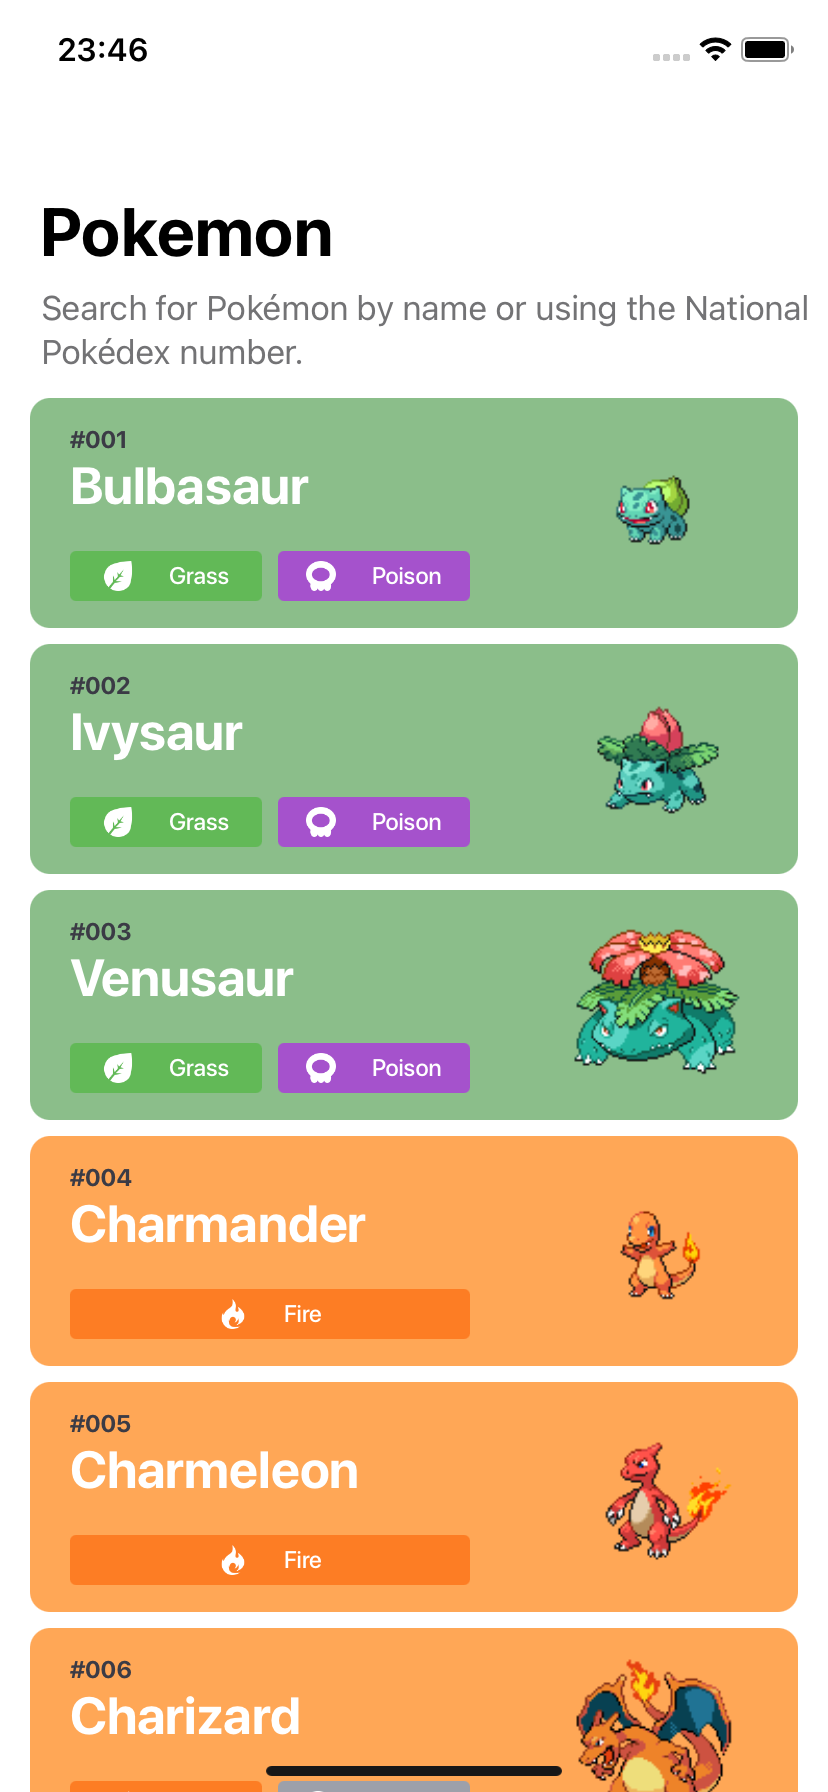 23:46
Pokemon
Search for Pokémon by name or using the National
Pokédex number.
#001
Bulbasaur
Grass Poison
#002
Ivysaur
Grass Poison
#003
Venusaur
Grass Poison
#004
Charmander
Fire
#005
Charmeleon
Fire
#006
Charizard